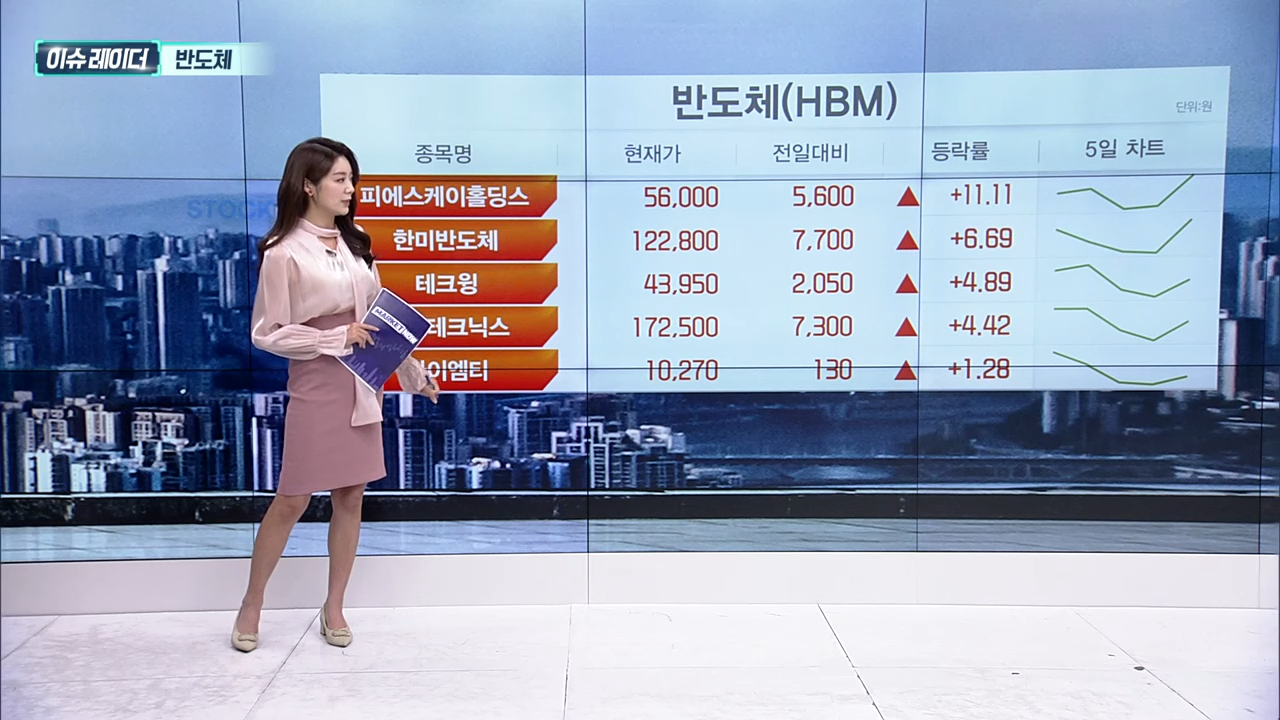 이슈레이더 반도체
반도체(HBM)
단위:원
종목명 현재가 전일대비 등락률 5일 차트
피에스케이홀딩스 56,000 5,600 ▲ +11.11
한미반도체 122,800 7,700 ▲ +6.69
테크윙 43,950 2,050 ▲ +4.89
테크닉스 172,500 7,300 ▲ +4.42
이엠티 10,270 130 ▲ +1.28
STOCK
MARKET